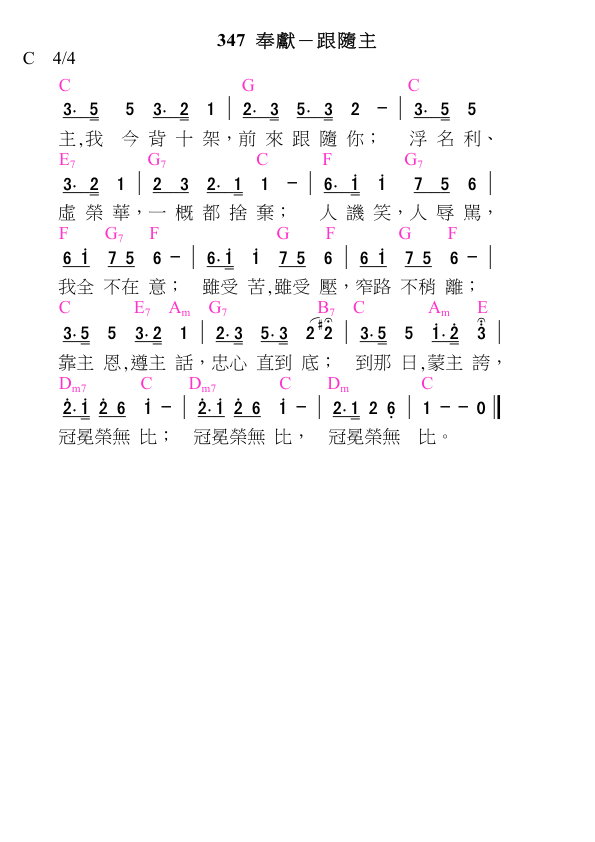 347 奉獻－跟隨主
C 4/4
C G C
3· 5 5 3· 2 1 | 2· 3 5· 3 2 － | 3· 5 5
主,我 今 背 十 架，前 來 跟 隨 你； 浮 名 利、
E7 G7 C F G7
3· 2 1 | 2 3 2· 1 1 － | 6· i̇ i̇ 7 5 6 |
虛 榮 華，一 概 都 捨 棄； 人 譏 笑，人 辱 罵，
F G7 F G F G F
6 i̇ 7 5 6 － | 6· i̇ i̇ 7 5 6 | 6 i̇ 7 5 6 － |
我全 不在 意； 雖受 苦,雖受 壓，窄路 不稍 離；
C E7 Am G7 B7 C Am E
3·5 5 3·2 1 | 2·3 5·3 2 #2 | 3·5 5 1̇·2̇ 3̇ |
靠主 恩,遵主 話，忠心 直到 底； 到那 日,蒙主 誇，
Dm7 C Dm7 C Dm C
2̇·1̇ 2̇ 6 1̇ － | 2̇·1̇ 2̇ 6 1̇ － | 2·1 2 6̣ | 1 － － 0 ||
冠冕榮無 比； 冠冕榮無 比， 冠冕榮無 比。